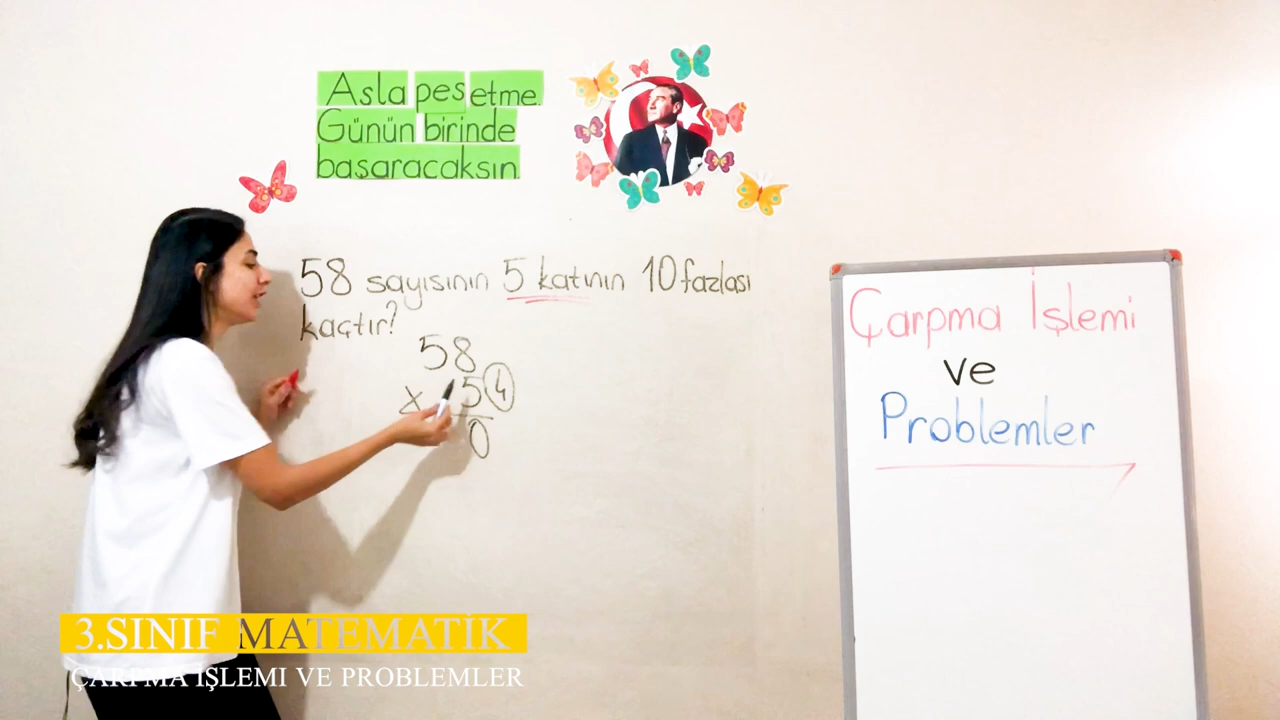 Asla pes etme.
Günün birinde
başaracaksın.
58 sayısının 5 katının 10 fazlası
kaçtır?
58
x 5 4
0
Çarpma İşlemi
ve
Problemler
3.SINIF MATEMATİK
ÇARPMA İŞLEMI VE PROBLEMLER